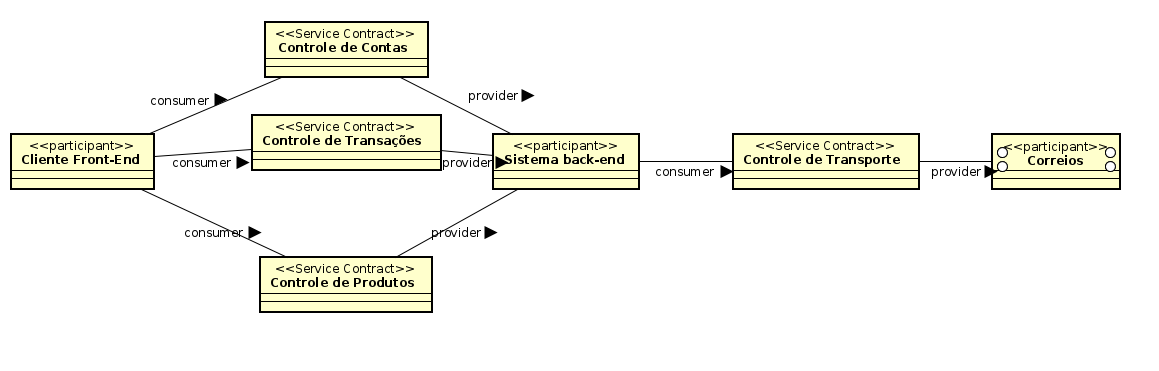 <<Service Contract>>
Controle de Contas
consumer
provider
<<Service Contract>>
Controle de Transações
<<participant>>
Cliente Front-End
consumer
provider
<<participant>>
Sistema back-end
consumer
<<Service Contract>>
Controle de Transporte
provider
<<participant>>
Correios
consumer
provider
<<Service Contract>>
Controle de Produtos